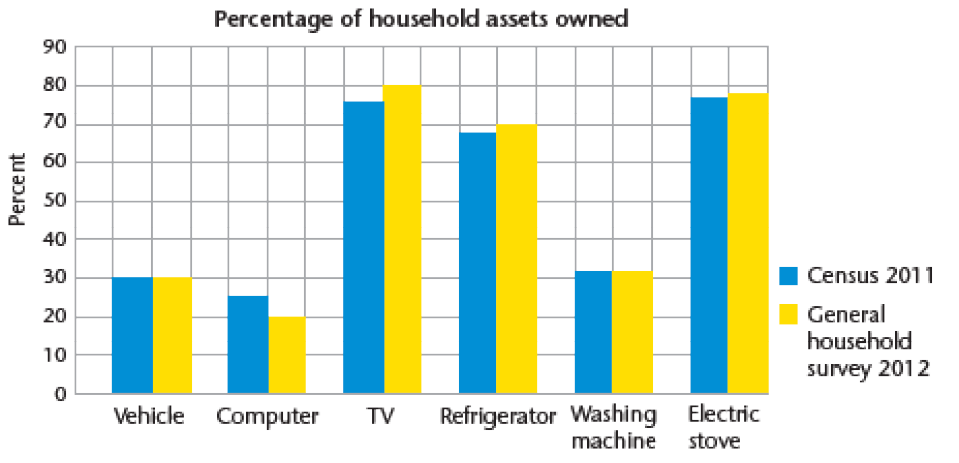 Percentage of household assets owned
90
80
70
60
50
40
30
20
10
0
Percent
Vehicle
Computer
TV
Refrigerator
Washing
machine
Electric
stove
Census 2011
General
household
survey 2012